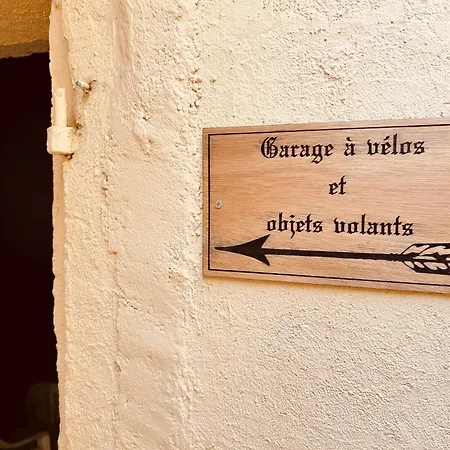 Garage à vélos
et
objets volants